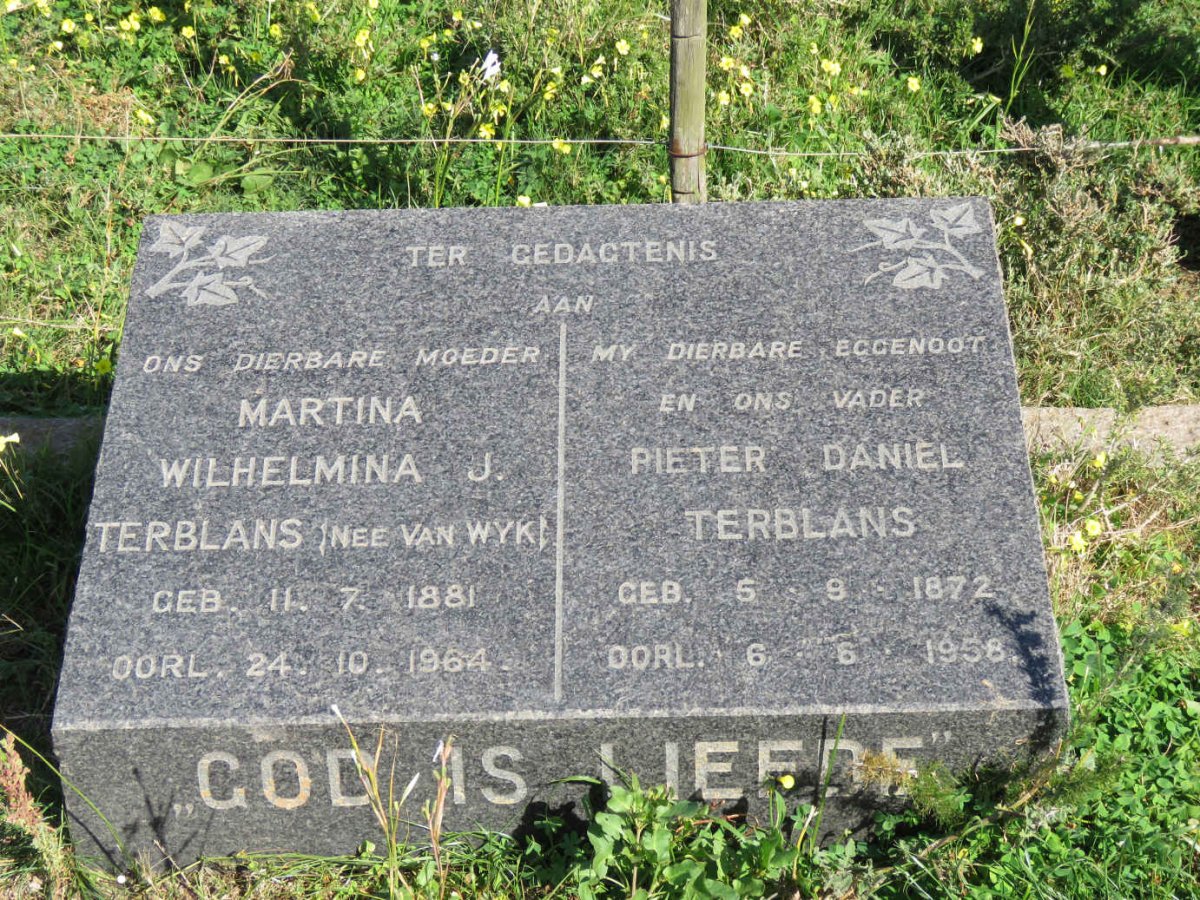 TER GEDACTENIS
AAN
ONS DIERBARE MOEDER
MARTINA
WILHELMINA J.
TERBLANS (NEE VAN WYK)
GEB. 11. 7. 1881
OORL. 24. 10. 1964.
MY DIERBARE EGGENOOT
EN ONS VADER
PIETER DANIEL
TERBLANS
GEB. 5 · 9 · 1872
OORL. 6 · 6 · 1958
„GOD IS LIEFDE"